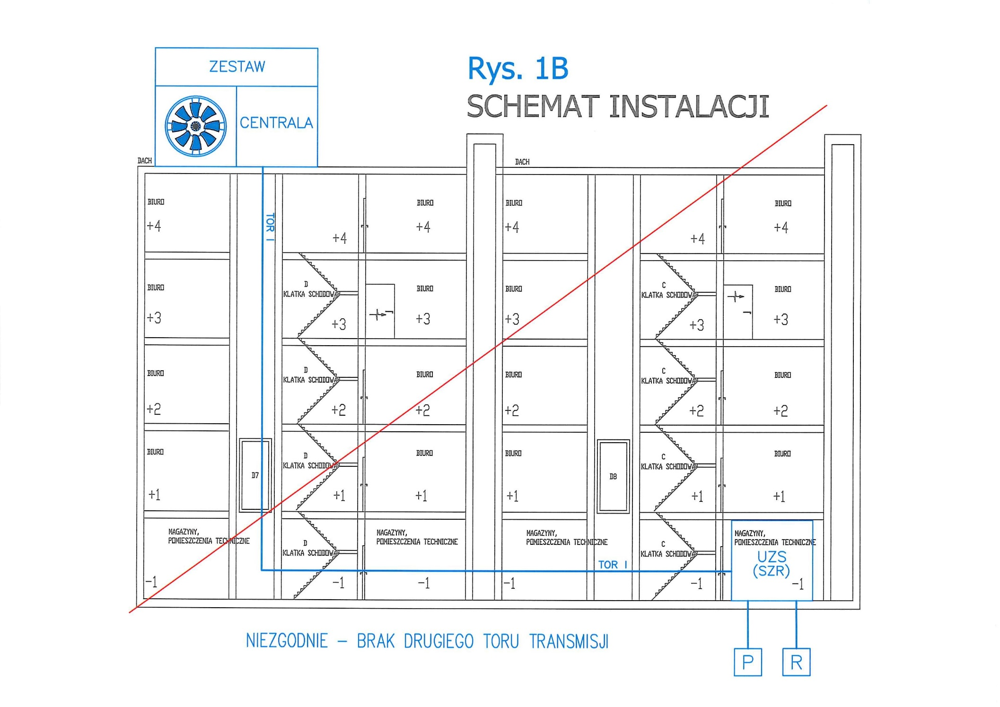 ZESTAW
CENTRALA
Rys. 1B
SCHEMAT INSTALACJI
DACH
DACH
TOR I
BIURO
+4
+4
BIURO
+4
BIURO
+4
+4
BIURO
+4
BIURO
+3
D
KLATKA SCHODOWA
+3
BIURO
+3
BIURO
+3
C
KLATKA SCHODOWA
+3
BIURO
+3
BIURO
+2
D
KLATKA SCHODOWA
+2
BIURO
+2
BIURO
+2
C
KLATKA SCHODOWA
+2
BIURO
+2
BIURO
+1
D7
D
KLATKA SCHODOWA
+1
BIURO
+1
BIURO
+1
D8
C
KLATKA SCHODOWA
+1
BIURO
+1
MAGAZYNY,
POMIESZCZENIA TECHNICZNE
-1
D
KLATKA SCHODOWA
-1
MAGAZYNY,
POMIESZCZENIA TECHNICZNE
-1
MAGAZYNY,
POMIESZCZENIA TECHNICZNE
-1
TOR I
C
KLATKA SCHODOWA
-1
MAGAZYNY,
POMIESZCZENIA TECHNICZNE
UZS
(SZR)
-1
NIEZGODNIE – BRAK DRUGIEGO TORU TRANSMISJI
P
R